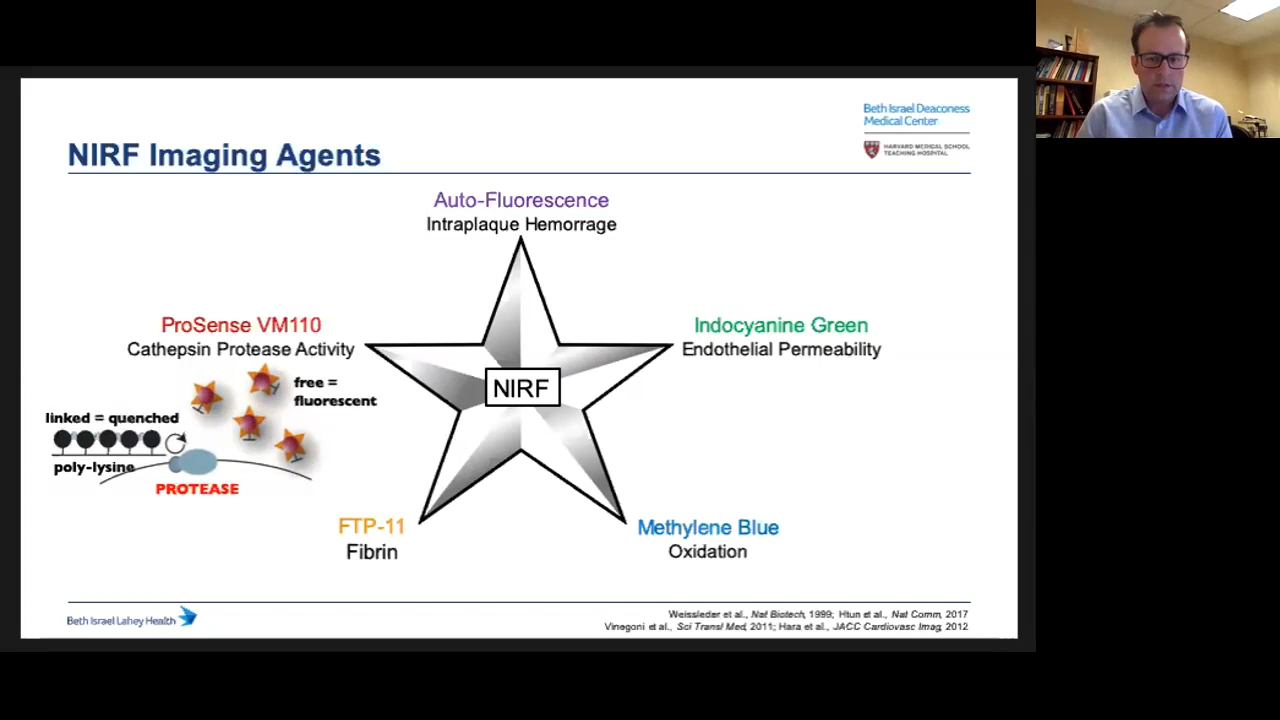 Beth Israel Deaconess
Medical Center
HARVARD MEDICAL SCHOOL
TEACHING HOSPITAL
NIRF Imaging Agents
Auto-Fluorescence
Intraplaque Hemorrage
ProSense VM110
Cathepsin Protease Activity
Indocyanine Green
Endothelial Permeability
free =
fluorescent
NIRF
linked = quenched
poly-lysine
PROTEASE
FTP-11
Fibrin
Methylene Blue
Oxidation
Beth Israel Lahey Health
Weissleder et al., Nat Biotech, 1999; Htun et al., Nat Comm, 2017
Vinegoni et al., Sci Transl Med, 2011; Hara et al., JACC Cardiovasc Imag, 2012